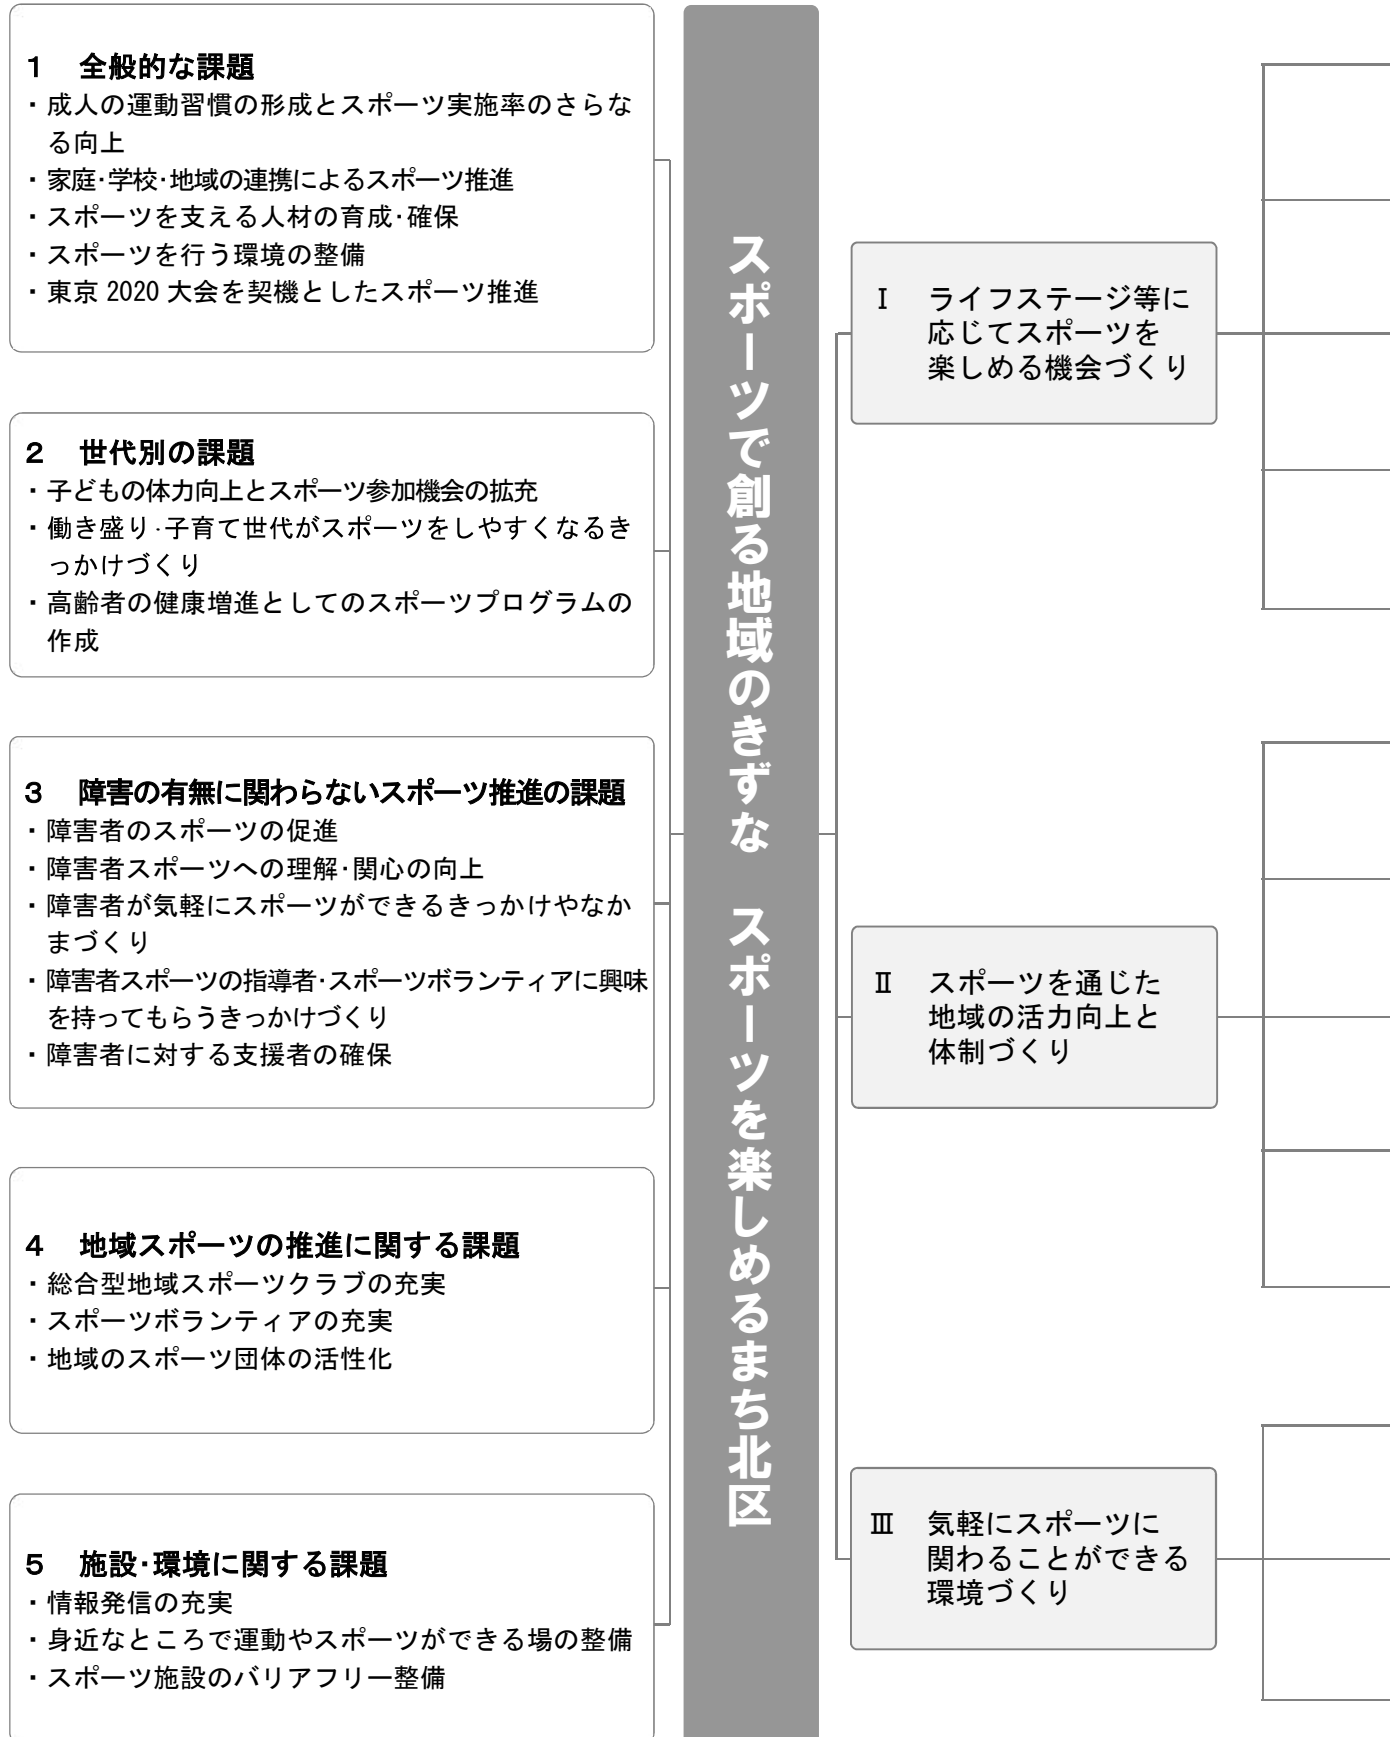 1 全般的な課題
・成人の運動習慣の形成とスポーツ実施率のさらな
る向上
・家庭･学校･地域の連携によるスポーツ推進
・スポーツを支える人材の育成･確保
・スポーツを行う環境の整備
・東京 2020 大会を契機としたスポーツ推進
2 世代別の課題
・子どもの体力向上とスポーツ参加機会の拡充
・働き盛り･子育て世代がスポーツをしやすくなるき
っかけづくり
・高齢者の健康増進としてのスポーツプログラムの
作成
3 障害の有無に関わらないスポーツ推進の課題
・障害者のスポーツの促進
・障害者スポーツへの理解･関心の向上
・障害者が気軽にスポーツができるきっかけやなか
まづくり
・障害者スポーツの指導者･スポーツボランティアに興味
を持ってもらうきっかけづくり
・障害者に対する支援者の確保
4 地域スポーツの推進に関する課題
・総合型地域スポーツクラブの充実
・スポーツボランティアの充実
・地域のスポーツ団体の活性化
5 施設･環境に関する課題
・情報発信の充実
・身近なところで運動やスポーツができる場の整備
・スポーツ施設のバリアフリー整備
スポーツで創る地域のきずな　スポーツを楽しめるまち北区
Ⅰ ライフステージ等に
応じてスポーツを
楽しめる機会づくり
Ⅱ スポーツを通じた
地域の活力向上と
体制づくり
Ⅲ 気軽にスポーツに
関わることができる
環境づくり